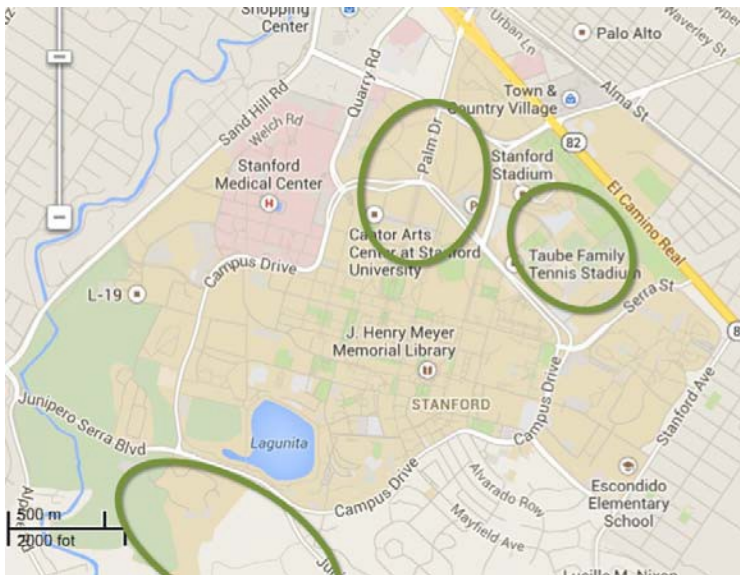 Shopping
Center
Urban Ln
Palo Alto
Waverley St
Quarry Rd
Sand Hill Rd
Welch Rd
Town &
Country Village
Alma St
Palm Dr
82
Stanford
Medical Center
H
Stanford
Stadium
P
El Camino Real
Cantor Arts
Center at Stanford
University
Taube Family
Tennis Stadium
Campus Drive
Serra St
L-19
J. Henry Meyer
Memorial Library
STANFORD
Campus Drive
Stanford Ave
Junipero Serra Blvd
Lagunita
Campus Drive
Alvarado Row
Mayfield Ave
Escondido
Elementary
School
500 m
2000 fot
Lucille M. Nixon